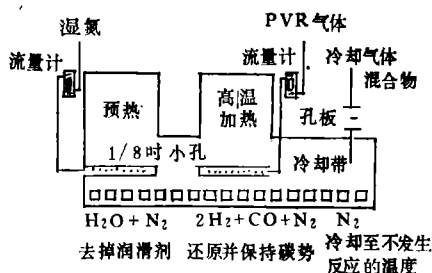 湿氮
PVR气体
流量计
流量计
冷却气体
混合物
预热
高温
加热
孔板
1/8吋小孔
冷却带
H₂O+N₂ 2H₂+CO+N₂ N₂
去掉润滑剂 还原并保持碳势 冷却至不发生
反应的温度